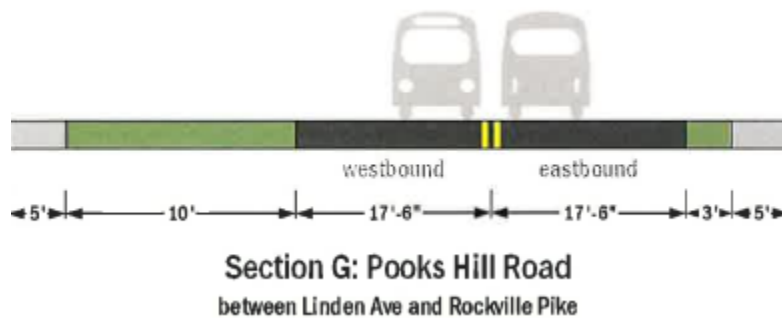 westbound eastbound
5' 10' 17'-6" 17'-6" 3' 5'
Section G: Pooks Hill Road
between Linden Ave and Rockville Pike